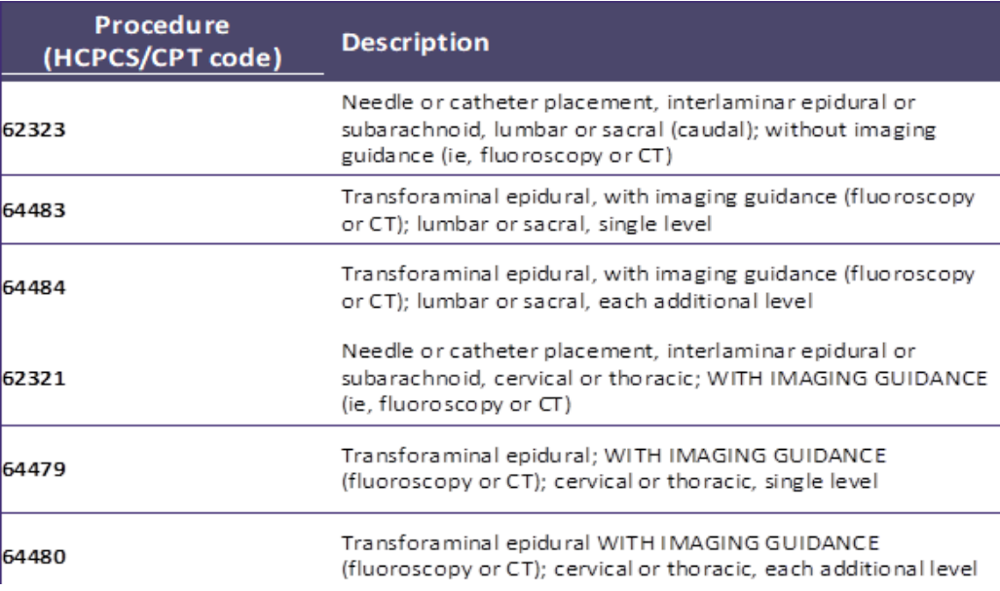 Procedure
(HCPCS/CPT code)
Description
62323
Needle or catheter placement, interlaminar epidural or
subarachnoid, lumbar or sacral (caudal); without imaging
guidance (ie, fluoroscopy or CT)
64483
Transforaminal epidural, with imaging guidance (fluoroscopy
or CT); lumbar or sacral, single level
64484
Transforaminal epidural, with imaging guidance (fluoroscopy
or CT); lumbar or sacral, each additional level
62321
Needle or catheter placement, interlaminar epidural or
subarachnoid, cervical or thoracic; WITH IMAGING GUIDANCE
(ie, fluoroscopy or CT)
64479
Transforaminal epidural; WITH IMAGING GUIDANCE
(fluoroscopy or CT); cervical or thoracic, single level
64480
Transforaminal epidural WITH IMAGING GUIDANCE
(fluoroscopy or CT); cervical or thoracic, each additional level